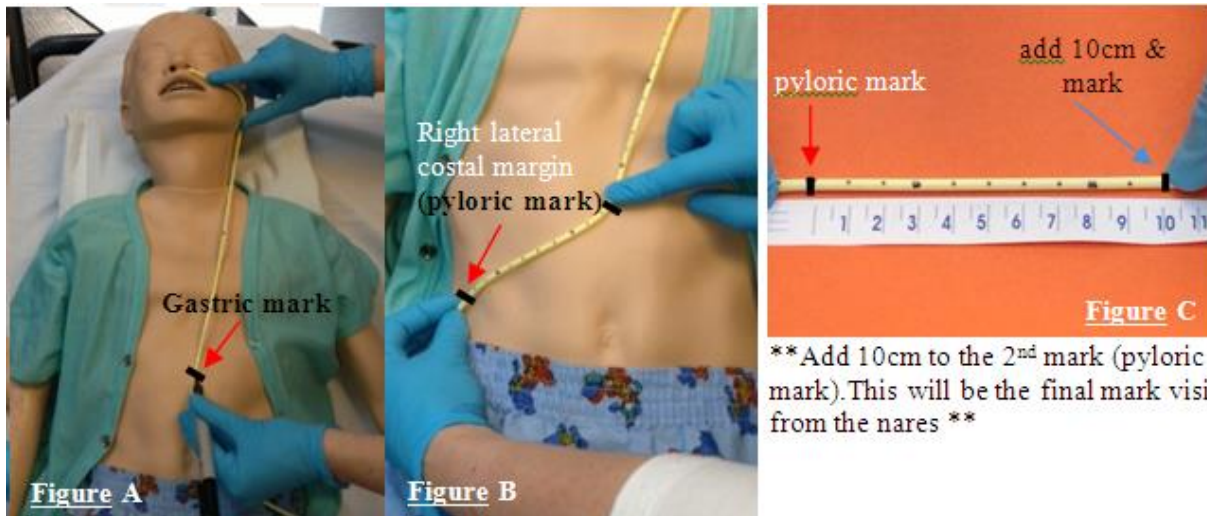 Gastric mark
Figure A
Right lateral
costal margin
(pyloric mark)
Figure B
pyloric mark
add 10cm &
mark
1 2 3 4 5 6 7 8 9 10 11
Figure C
**Add 10cm to the 2nd mark (pyloric
mark).This will be the final mark visi
from the nares **